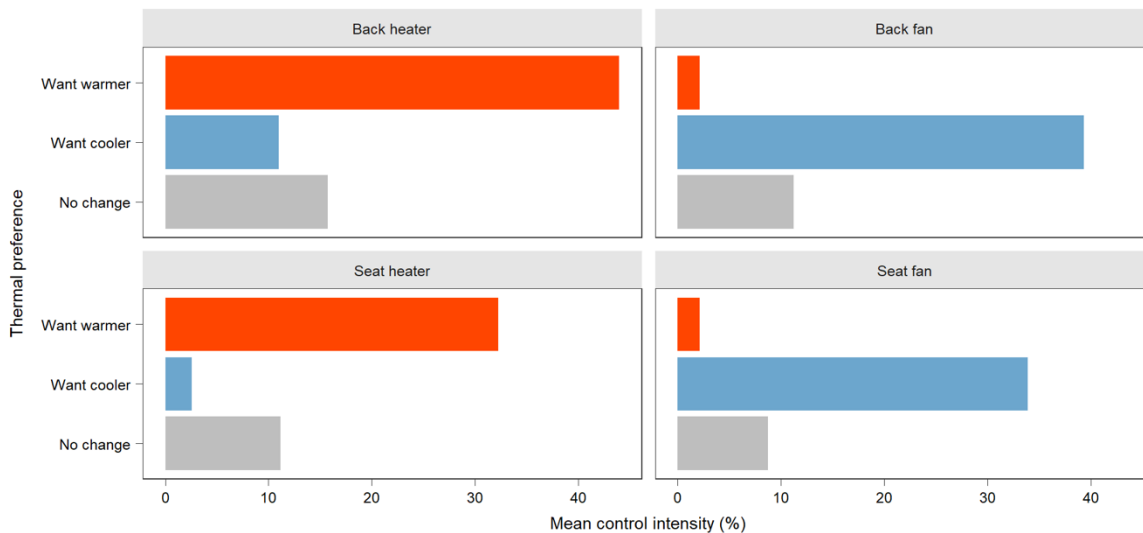 Back heater
Back fan
Want warmer
Want cooler
No change
Thermal preference
Seat heater
Seat fan
Want warmer
Want cooler
No change
0 10 20 30 40
0 10 20 30 40
Mean control intensity (%)